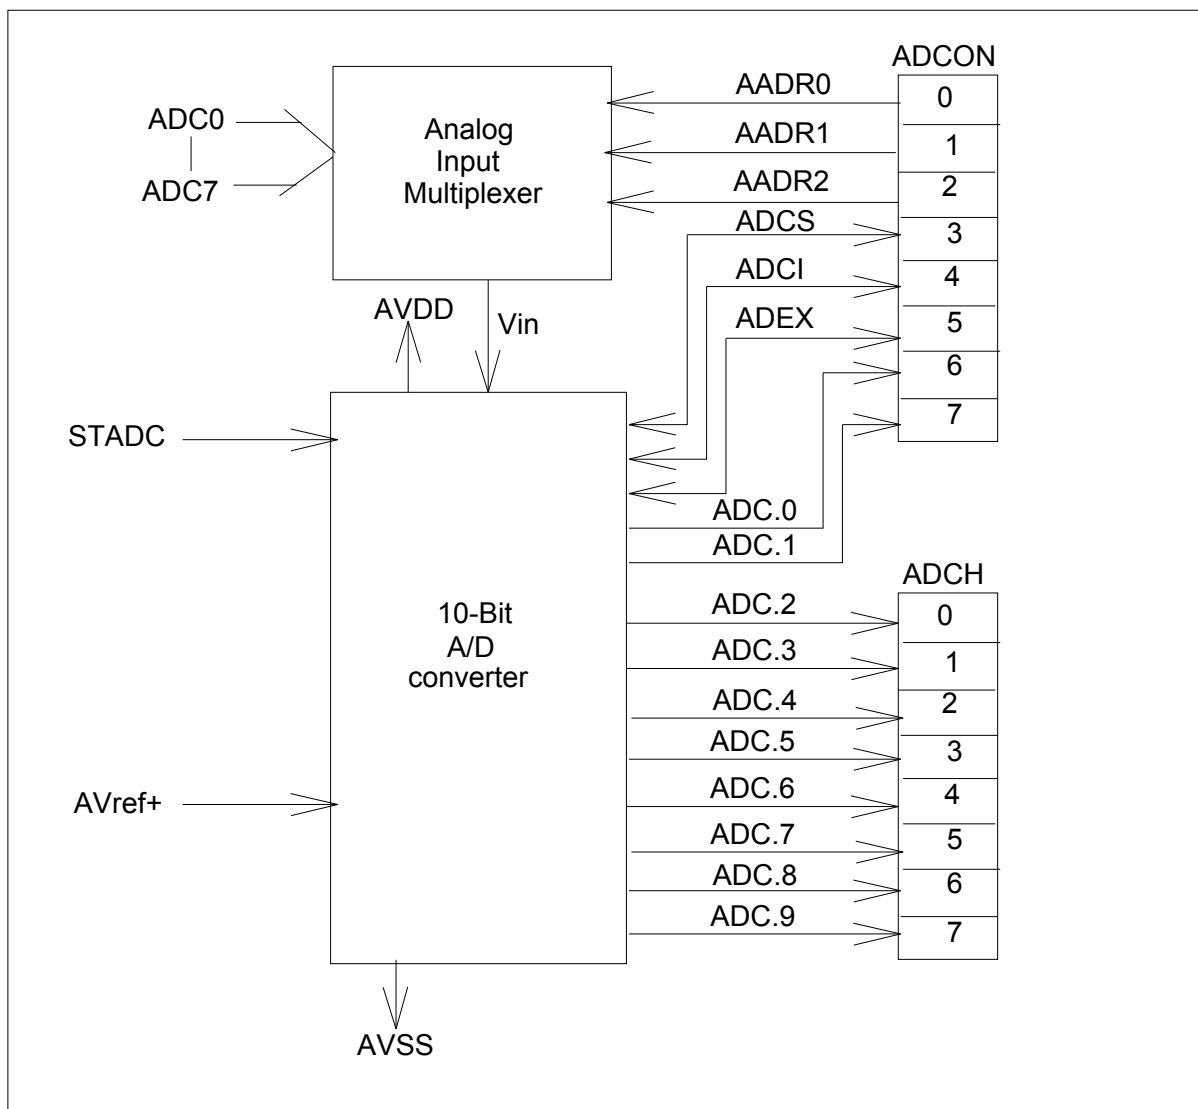 ADCON
AADR0
0
ADC0
Analog
Input
Multiplexer
AADR1
1
ADC7
AADR2
2
ADCS
3
ADCI
4
AVDD
Vin
ADEX
5
6
7
STADC
ADC.0
ADC.1
ADCH
10-Bit
A/D
converter
ADC.2
0
ADC.3
1
ADC.4
2
ADC.5
3
AVref+
ADC.6
4
ADC.7
5
ADC.8
6
ADC.9
7
AVSS